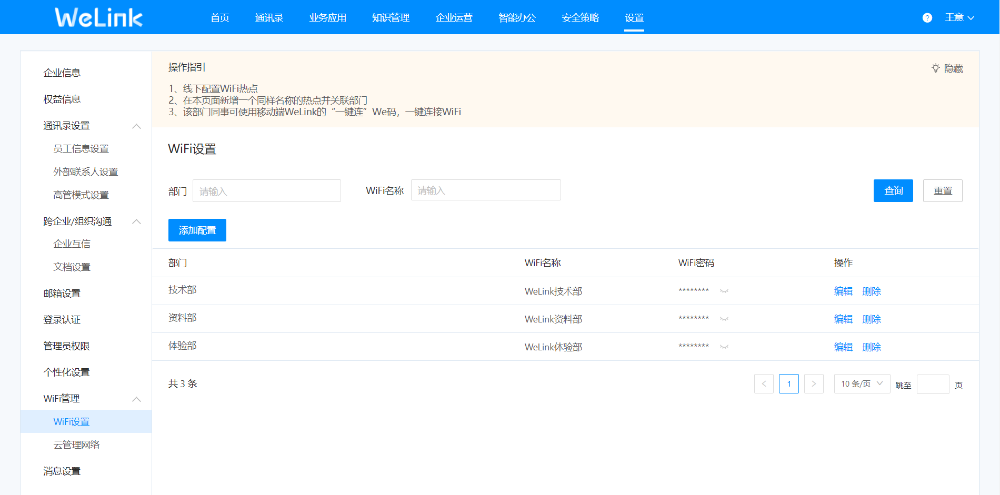 WeLink 首页 通讯录 业务应用 知识管理 企业运营 智能办公 安全策略 设置 ? 王意
企业信息
权益信息
通讯录设置
员工信息设置
外部联系人设置
高管模式设置
跨企业/组织沟通
企业互信
文档设置
邮箱设置
登录认证
管理员权限
个性化设置
WiFi管理
WiFi设置
云管理网络
消息设置
操作指引 隐藏
1、线下配置WiFi热点
2、在本页面新增一个同样名称的热点并关联部门
3、该部门同事可使用移动端WeLink的“一键连”We码，一键连接WiFi
WiFi设置
部门 请输入 WiFi名称 请输入 查询 重置
添加配置
部门 WiFi名称 WiFi密码 操作
技术部 WeLink技术部 ******** 编辑 删除
资料部 WeLink资料部 ******** 编辑 删除
体验部 WeLink体验部 ******** 编辑 删除
共 3 条 < 1 > 10 条/页 跳至 页